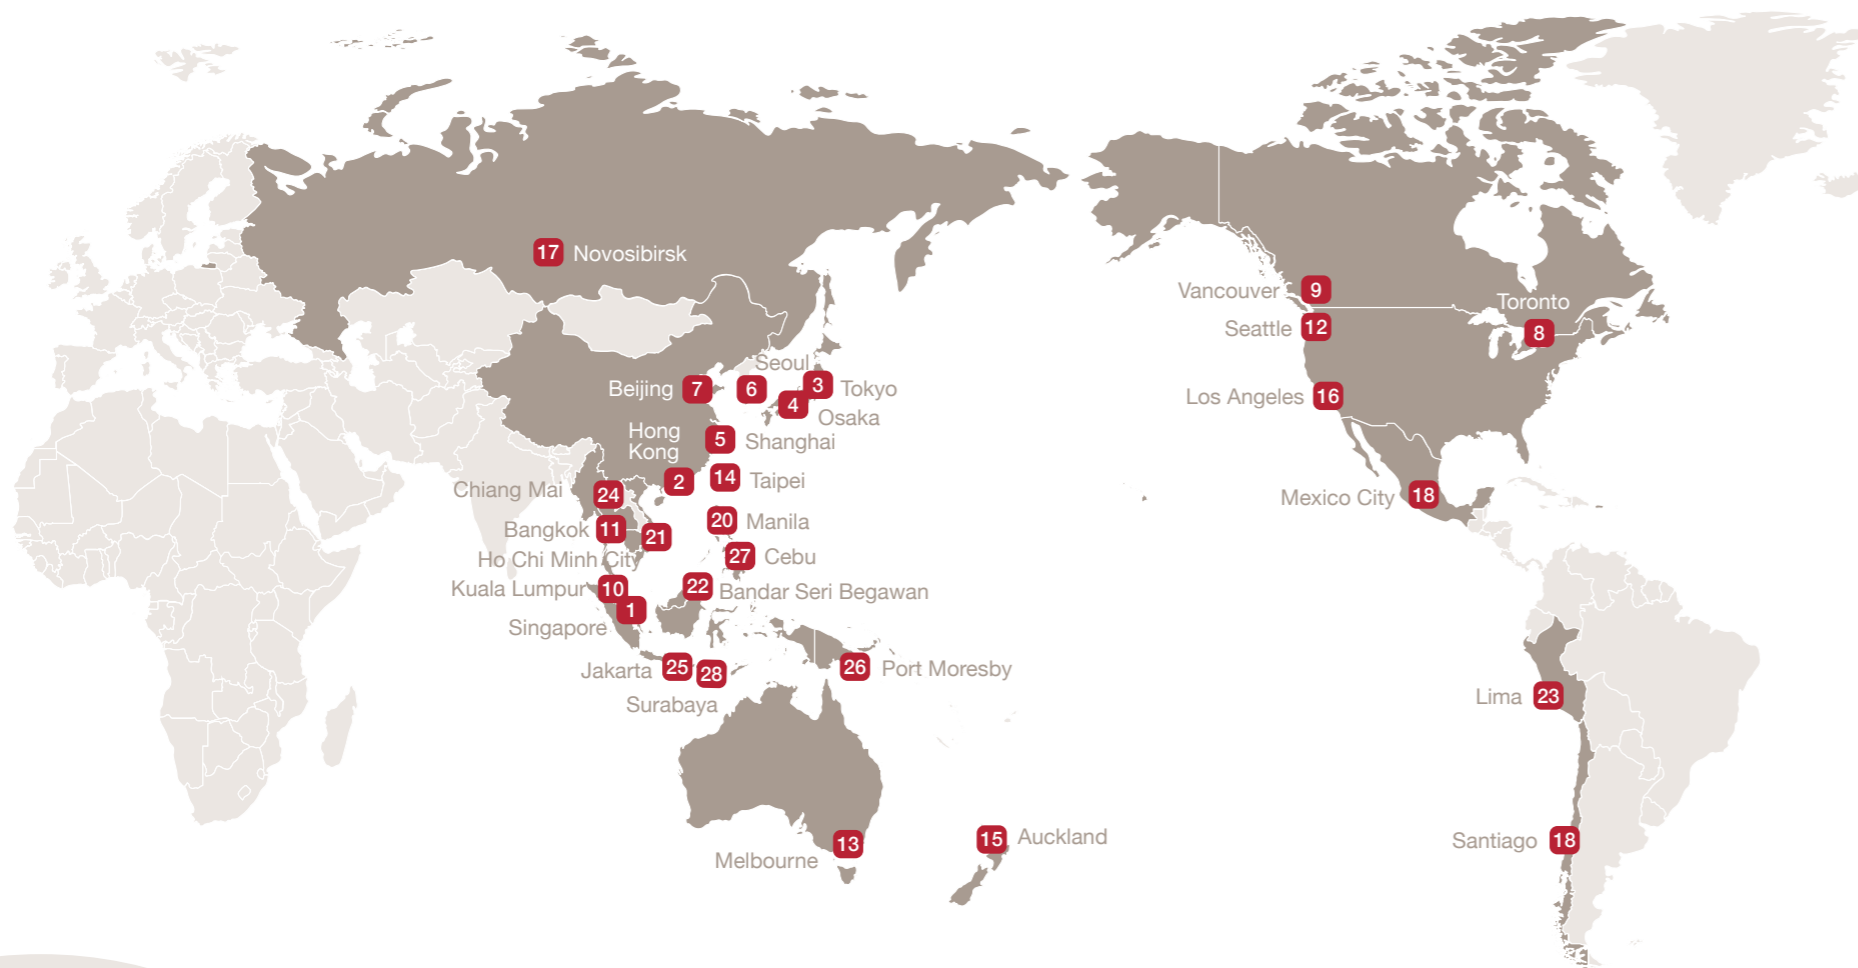 17 Novosibirsk
Vancouver 9
Toronto
8
Seattle 12
Seoul
Beijing 7
6
3 Tokyo
4
Osaka
Los Angeles 16
Hong
Kong
5 Shanghai
2
14 Taipei
Chiang Mai 24
Mexico City 18
Bangkok 11
21
20 Manila
Ho Chi Minh City
27 Cebu
Kuala Lumpur 10
22 Bandar Seri Begawan
1
Singapore
Jakarta 25
28
26 Port Moresby
Surabaya
Lima 23
13
Melbourne
15 Auckland
Santiago 18